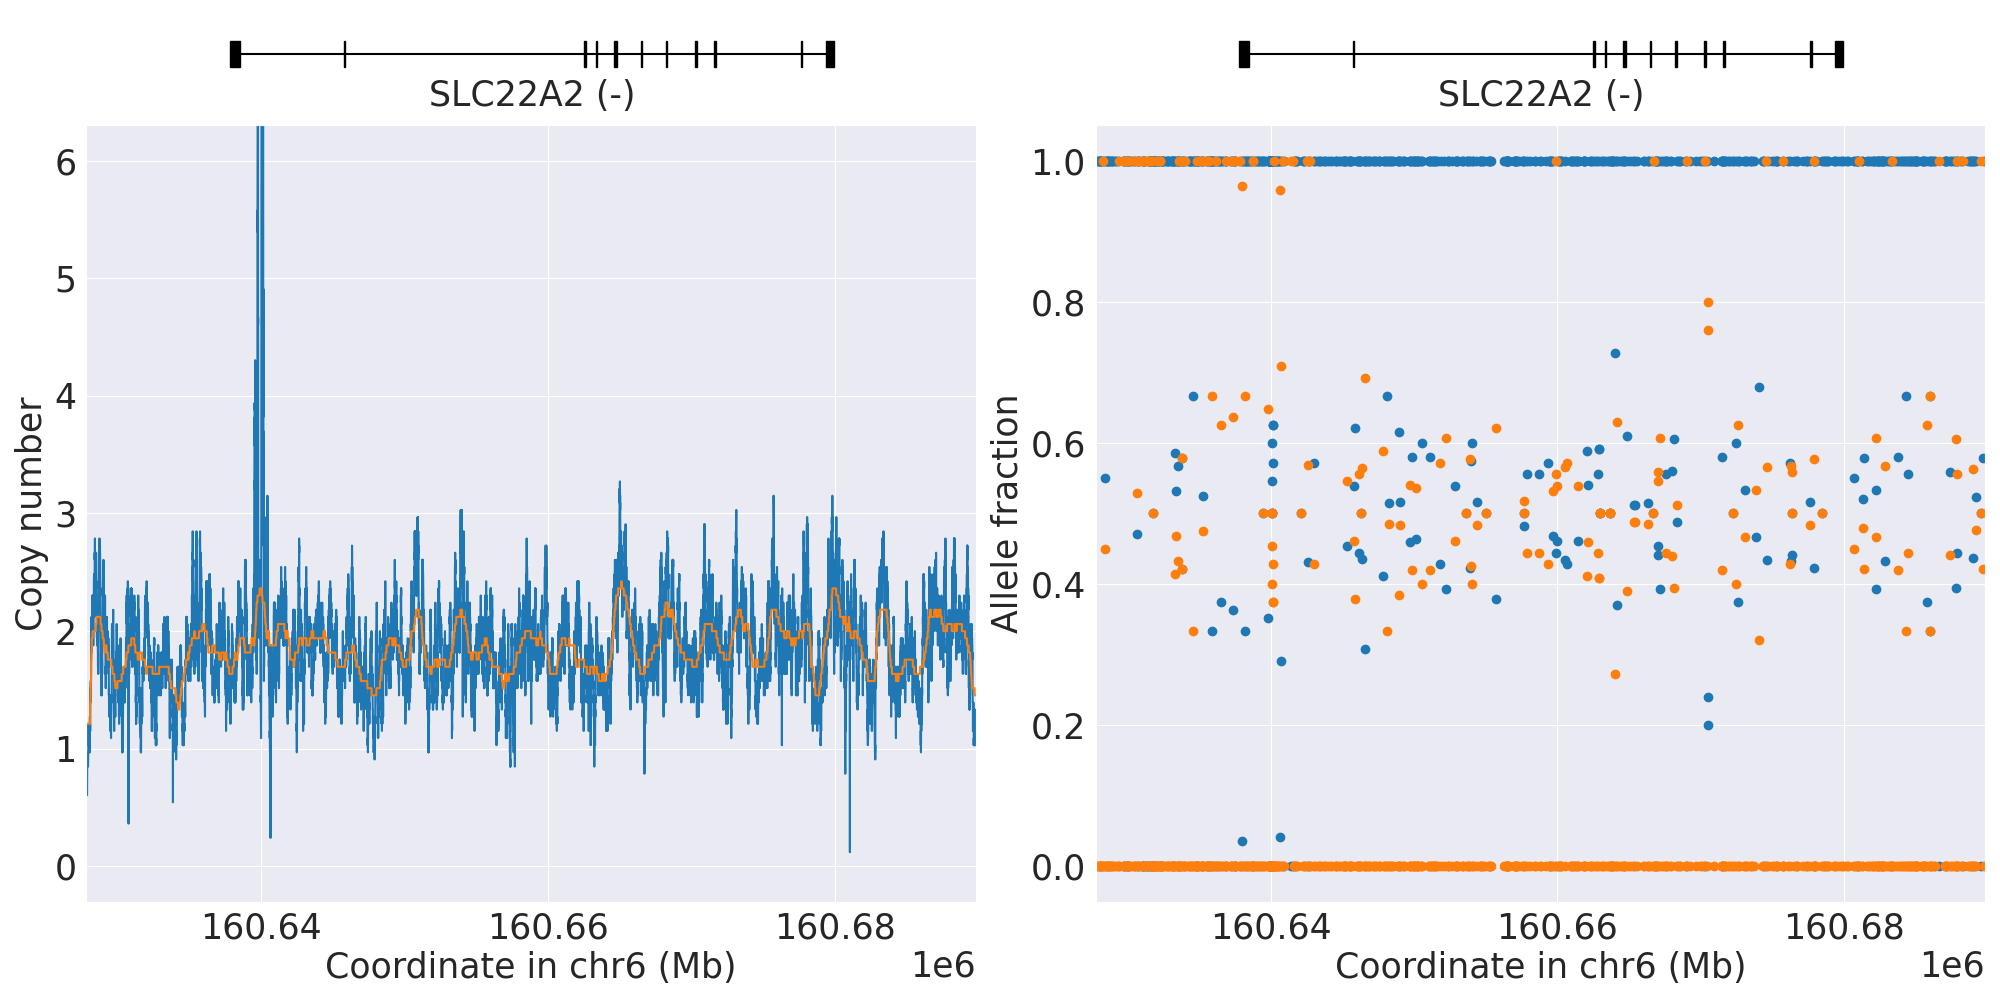 SLC22A2 (-)
6
5
4
3
2
1
0
Copy number
160.64
160.66
160.68
Coordinate in chr6 (Mb)
1e6
SLC22A2 (-)
1.0
0.8
0.6
0.4
0.2
0.0
Allele fraction
160.64
160.66
160.68
Coordinate in chr6 (Mb)
1e6